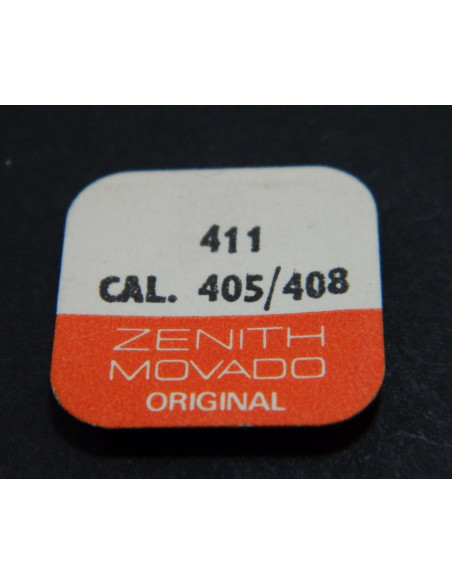 411
CAL. 405/408
ZENITH
MOVADO
ORIGINAL